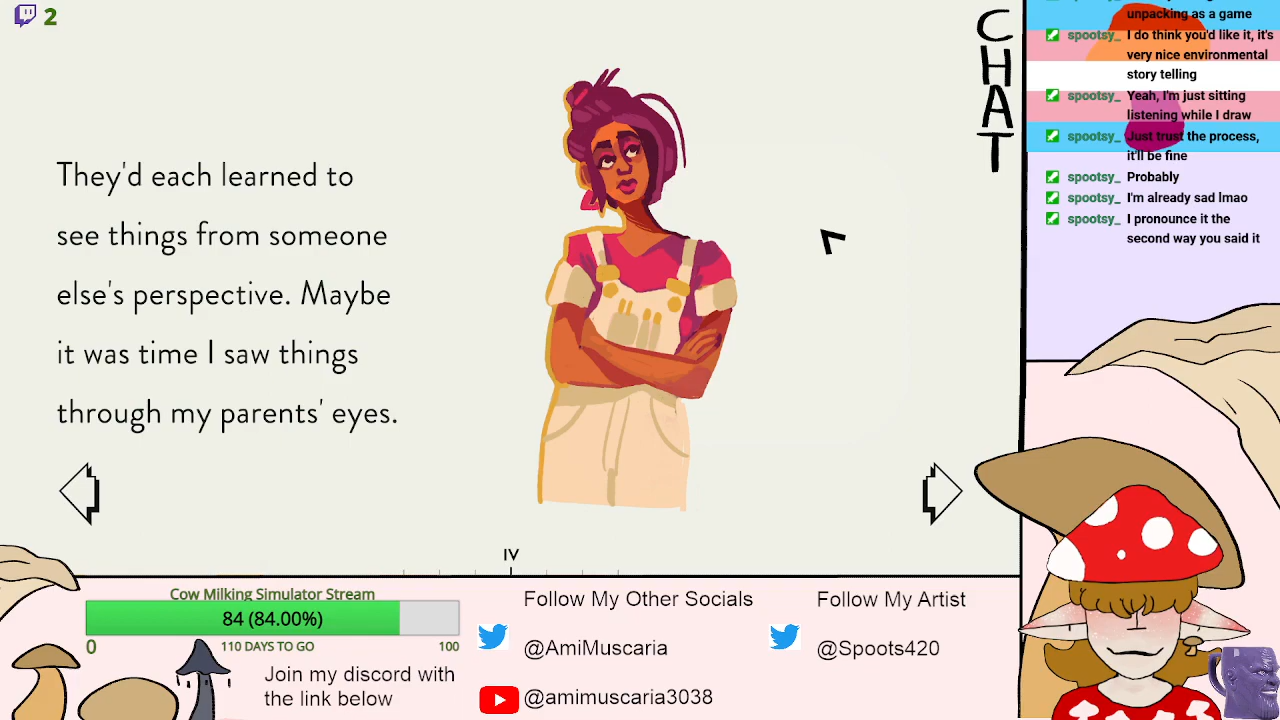 2
They'd each learned to
see things from someone
else's perspective. Maybe
it was time I saw things
through my parents' eyes.
IV
CHAT
unpacking as a game
spootsy_ I do think you'd like it, it's
very nice environmental
story telling
spootsy_ Yeah, I'm just sitting
listening while I draw
spootsy_ Just trust the process,
it'll be fine
spootsy_ Probably
spootsy_ I'm already sad lmao
spootsy_ I pronounce it the
second way you said it
Cow Milking Simulator Stream
84 (84.00%)
0 110 DAYS TO GO 100
Join my discord with
the link below
Follow My Other Socials
@AmiMuscaria
@amimuscaria3038
Follow My Artist
@Spoots420